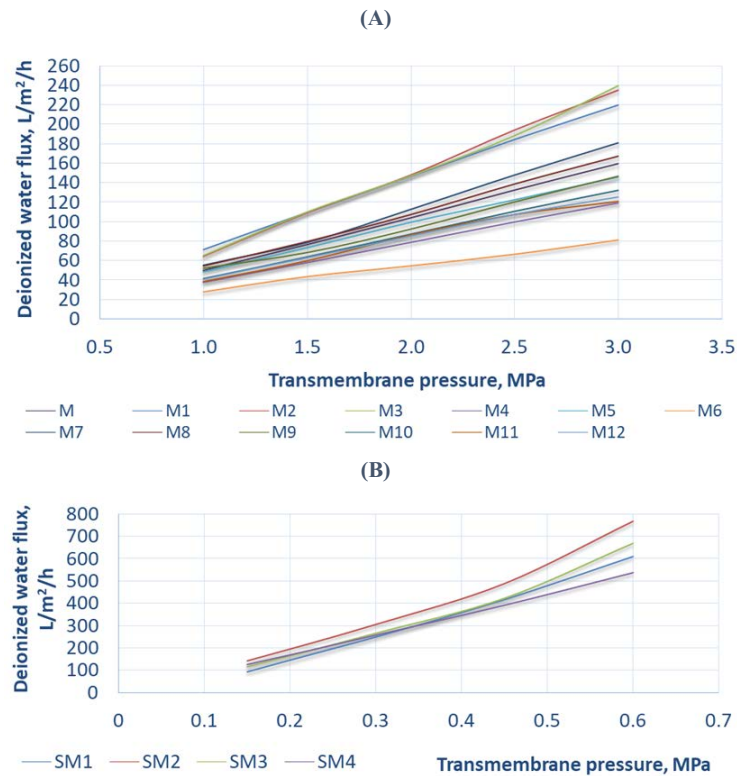 (A)
Deionized water flux, L/m²/h
260
240
220
200
180
160
140
120
100
80
60
40
20
0
0.5 1.0 1.5 2.0 2.5 3.0 3.5
Transmembrane pressure, MPa
M M1 M2 M3 M4 M5 M6
M7 M8 M9 M10 M11 M12
(B)
Deionized water flux,
L/m²/h
800
700
600
500
400
300
200
100
0
0 0.1 0.2 0.3 0.4 0.5 0.6 0.7
SM1 SM2 SM3 SM4 Transmembrane pressure, MPa